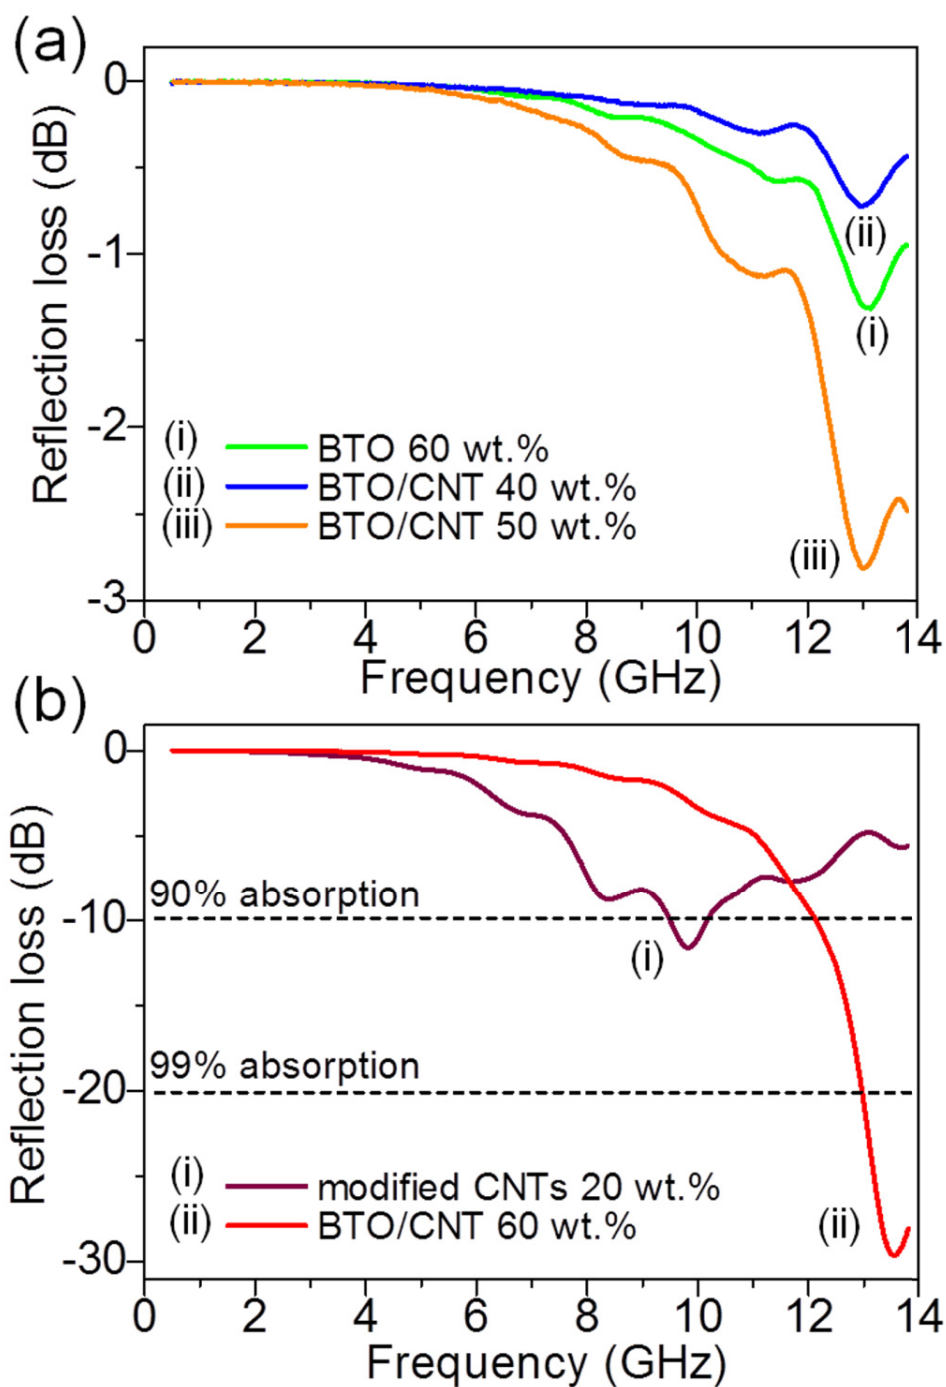 (a)
Reflection loss (dB)
0
-1
-2
-3
(ii)
(i)
(iii)
(i) BTO 60 wt.%
(ii) BTO/CNT 40 wt.%
(iii) BTO/CNT 50 wt.%
0 2 4 6 8 10 12 14
Frequency (GHz)
(b)
Reflection loss (dB)
0
-10
-20
-30
90% absorption
(i)
99% absorption
(i) modified CNTs 20 wt.%
(ii) BTO/CNT 60 wt.%
(ii)
0 2 4 6 8 10 12 14
Frequency (GHz)